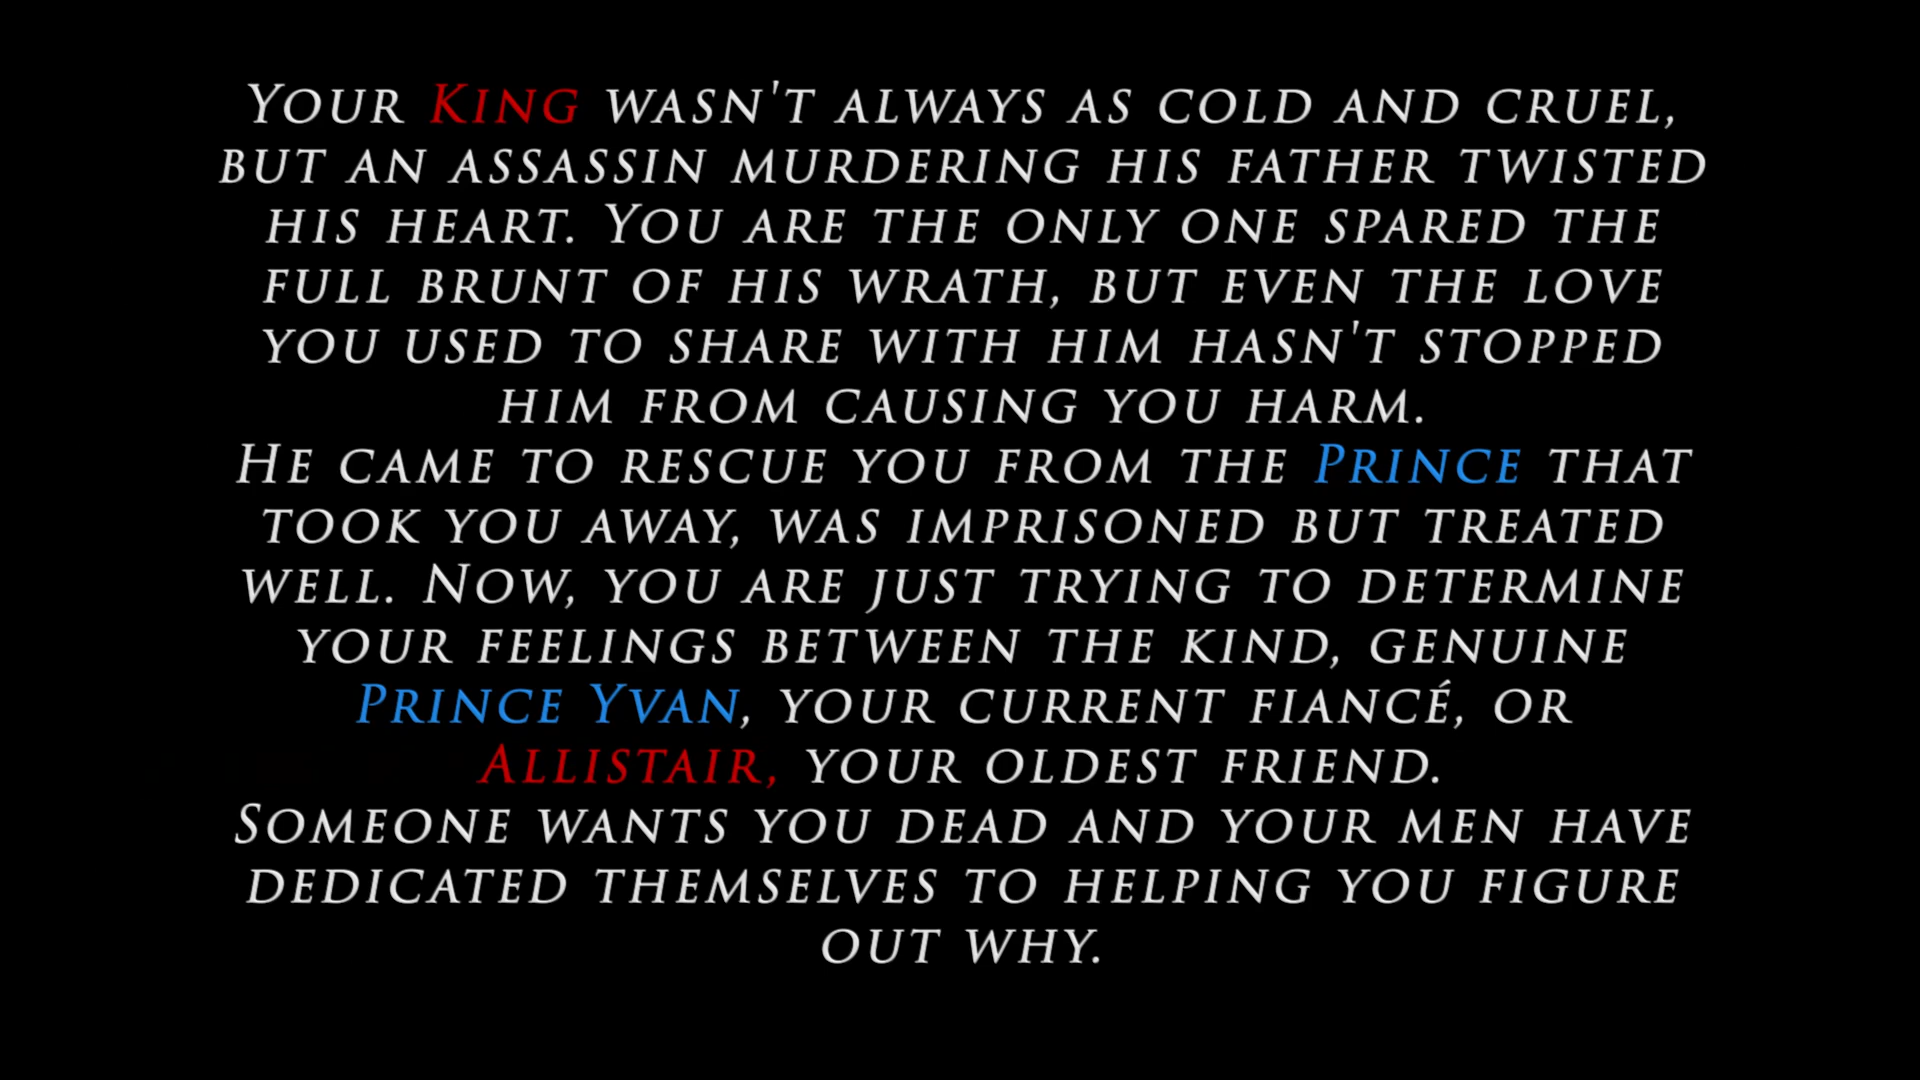 Your King wasn't always as cold and cruel,
but an assassin murdering his father twisted
his heart. You are the only one spared the
full brunt of his wrath, but even the love
you used to share with him hasn't stopped
him from causing you harm.
He came to rescue you from the Prince that
took you away, was imprisoned but treated
well. Now, you are just trying to determine
your feelings between the kind, genuine
Prince Yvan, your current fiancé, or
Allistair, your oldest friend.
Someone wants you dead and your men have
dedicated themselves to helping you figure
out why.